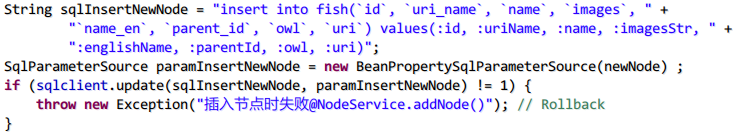 String sqlInsertNewNode = "insert into fish(`id`, `uri_name`, `name`, `images`, " +
"`name_en`, `parent_id`, `owl`, `uri`) values(:id, :uriName, :name, :imagesStr, " +
":englishName, :parentId, :owl, :uri)";
SqlParameterSource paramInsertNewNode = new BeanPropertySqlParameterSource(newNode) ;
if (sqlclient.update(sqlInsertNewNode, paramInsertNewNode) != 1) {
throw new Exception("插入节点时失败@NodeService.addNode()"); // Rollback
}